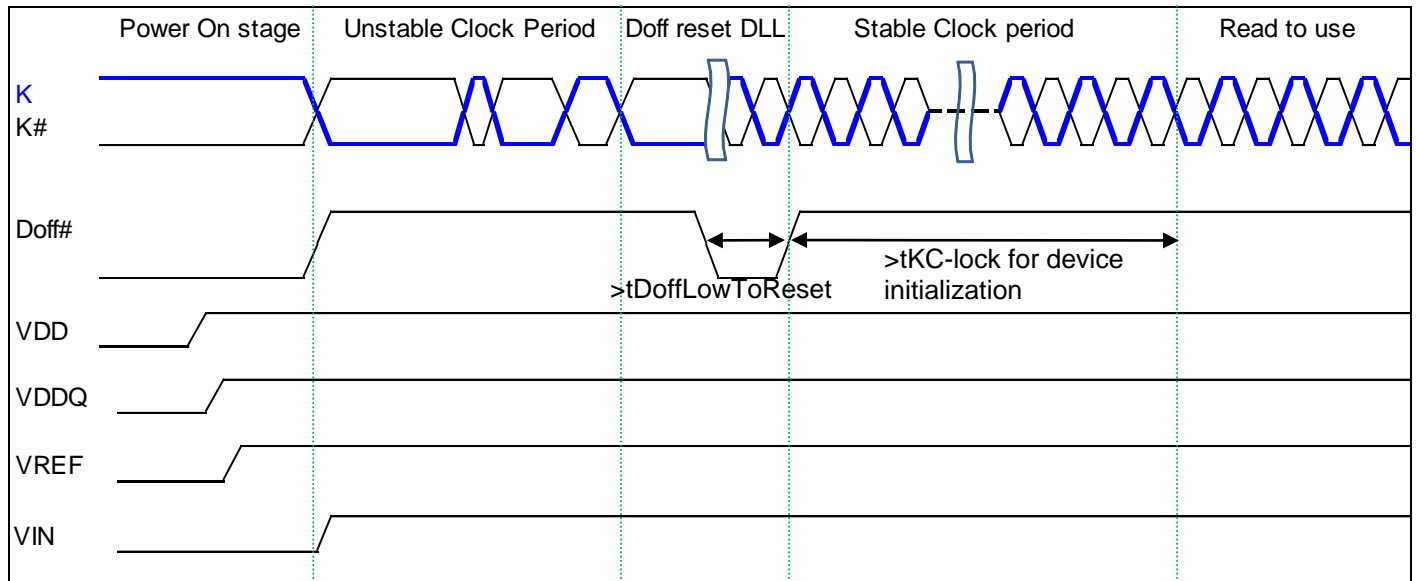 Power On stage
Unstable Clock Period
Doff reset DLL
Stable Clock period
Read to use
K
K#
Doff#
>tDoffLowToReset
>tKC-lock for device
initialization
VDD
VDDQ
VREF
VIN